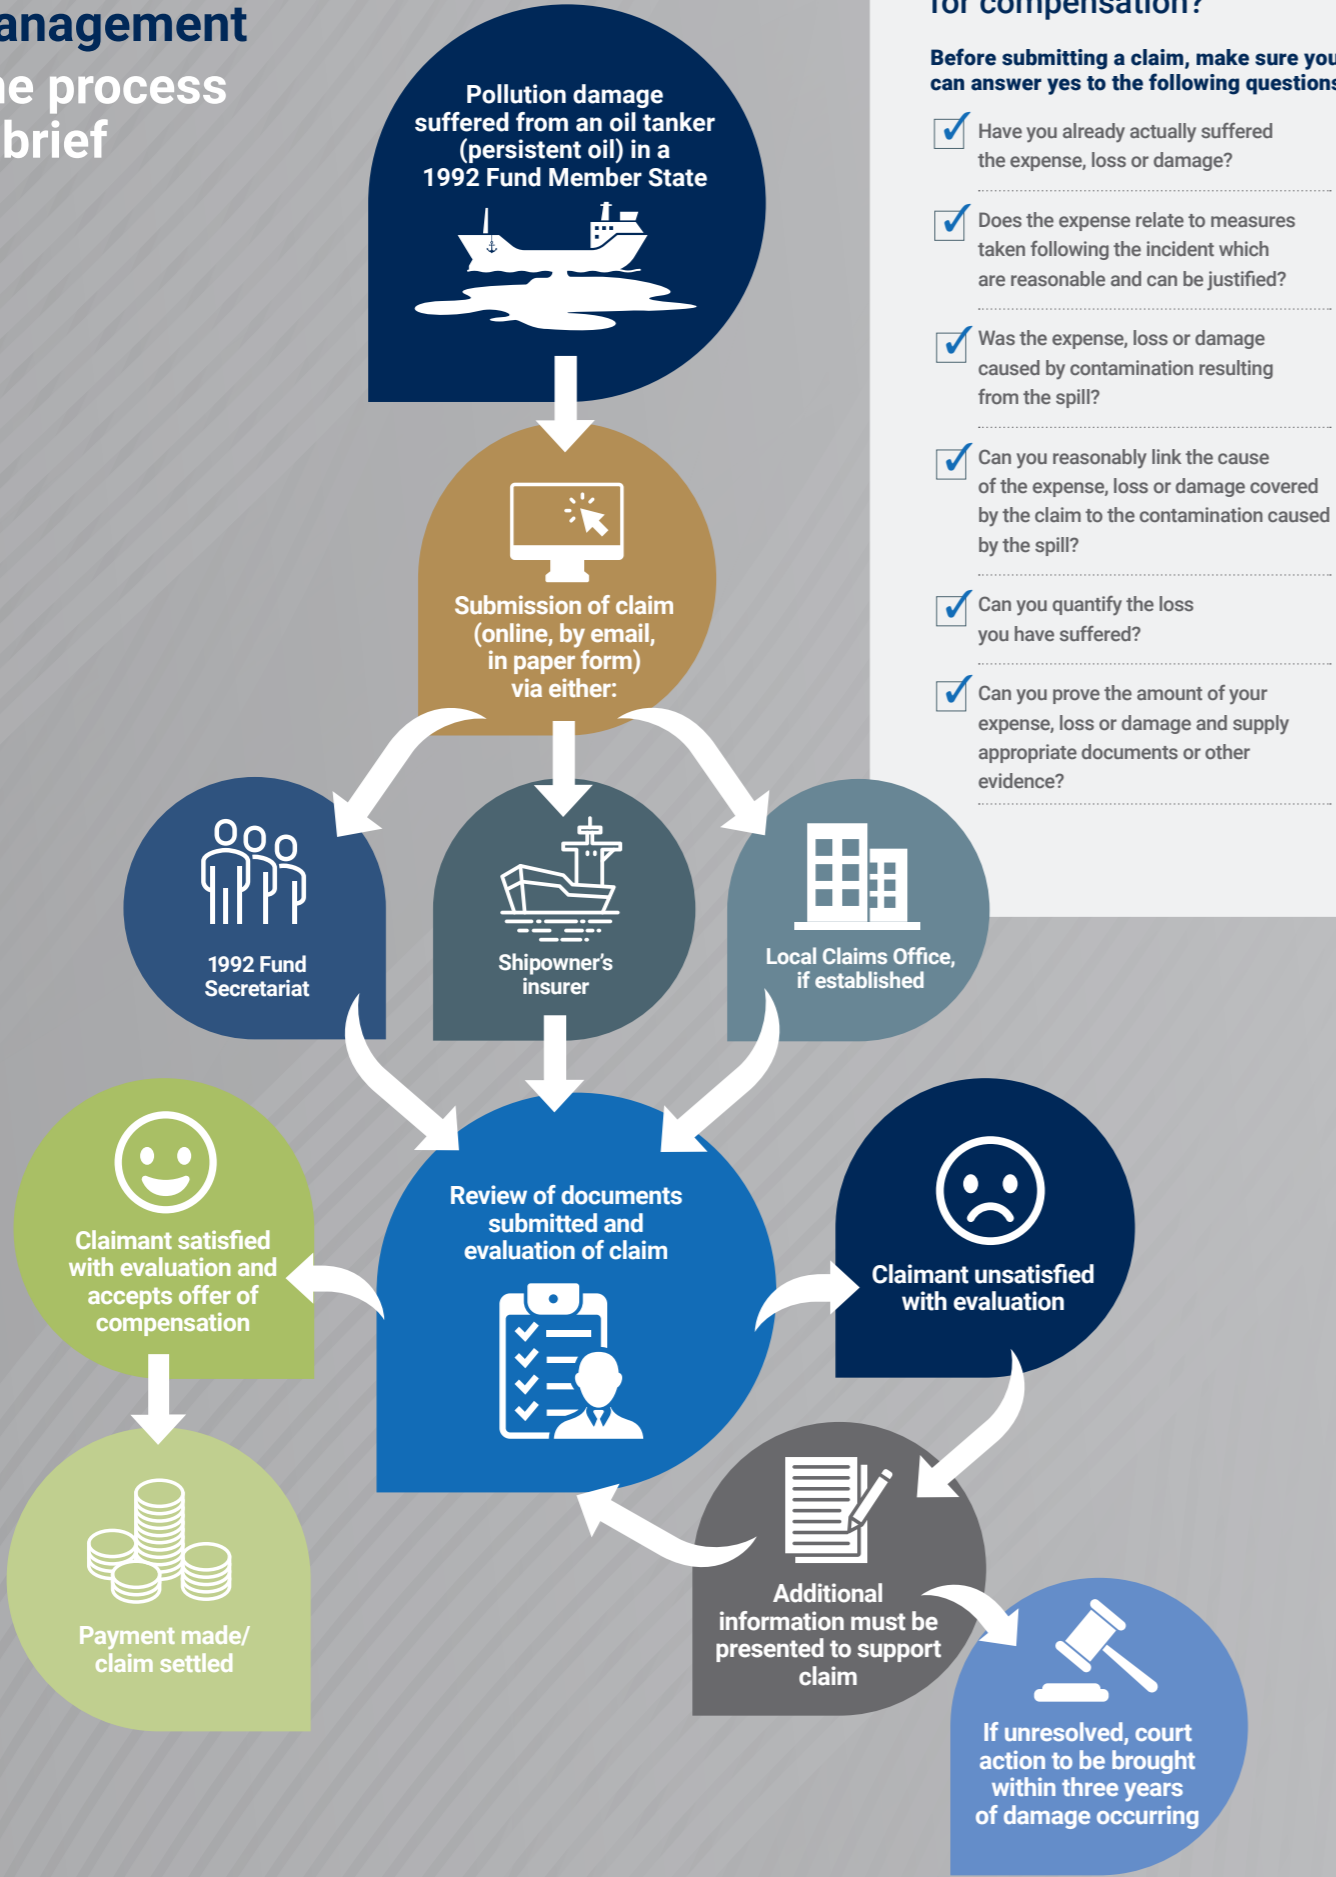 anagement
e process
brief
for compensation?
Before submitting a claim, make sure you
can answer yes to the following questions
Have you already actually suffered
the expense, loss or damage?
Does the expense relate to measures
taken following the incident which
are reasonable and can be justified?
Was the expense, loss or damage
caused by contamination resulting
from the spill?
Can you reasonably link the cause
of the expense, loss or damage covered
by the claim to the contamination caused
by the spill?
Can you quantify the loss
you have suffered?
Can you prove the amount of your
expense, loss or damage and supply
appropriate documents or other
evidence?
Pollution damage
suffered from an oil tanker
(persistent oil) in a
1992 Fund Member State
Submission of claim
(online, by email,
in paper form)
via either:
1992 Fund
Secretariat
Shipowner's
insurer
Local Claims Office,
if established
Review of documents
submitted and
evaluation of claim
Claimant satisfied
with evaluation and
accepts offer of
compensation
Claimant unsatisfied
with evaluation
Payment made/
claim settled
Additional
information must be
presented to support
claim
If unresolved, court
action to be brought
within three years
of damage occurring